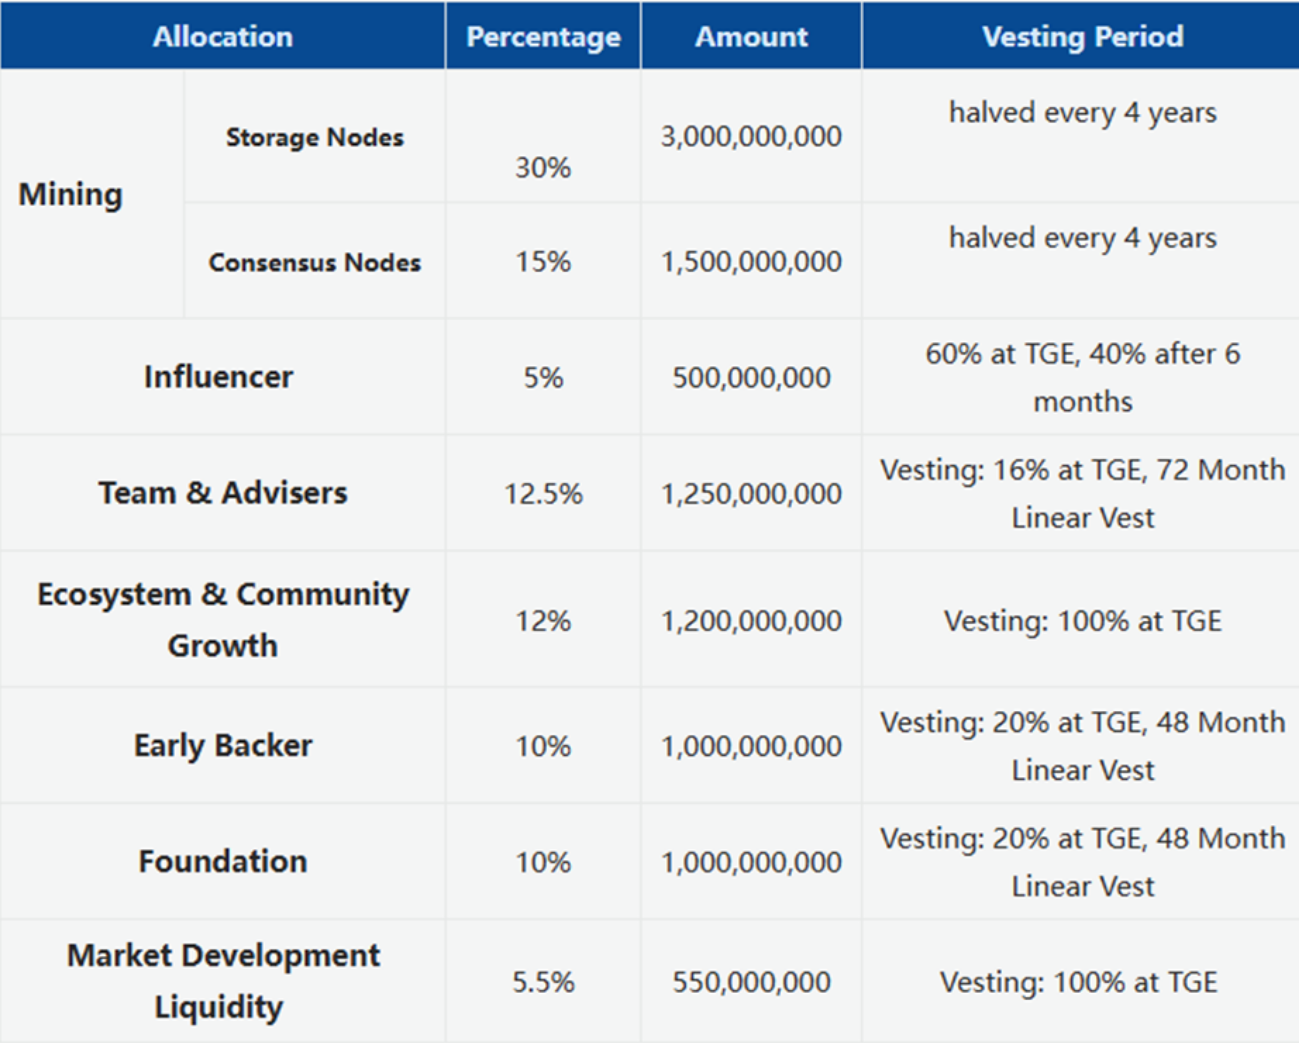 Allocation Percentage Amount Vesting Period
Mining
Storage Nodes 30% 3,000,000,000 halved every 4 years
Consensus Nodes 15% 1,500,000,000 halved every 4 years
Influencer 5% 500,000,000 60% at TGE, 40% after 6
months
Team & Advisers 12.5% 1,250,000,000 Vesting: 16% at TGE, 72 Month
Linear Vest
Ecosystem & Community
Growth 12% 1,200,000,000 Vesting: 100% at TGE
Early Backer 10% 1,000,000,000 Vesting: 20% at TGE, 48 Month
Linear Vest
Foundation 10% 1,000,000,000 Vesting: 20% at TGE, 48 Month
Linear Vest
Market Development
Liquidity 5.5% 550,000,000 Vesting: 100% at TGE